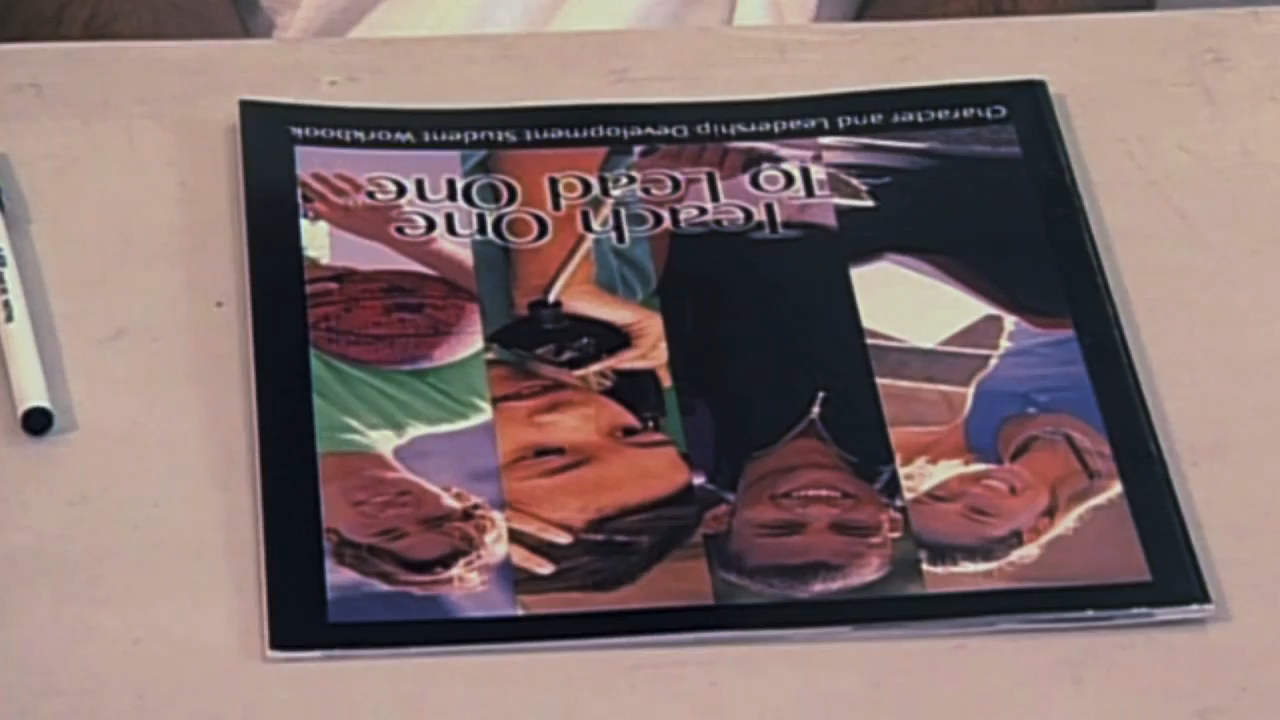 Teach One
To Lead One
Character and Leadership Development Student Workbook